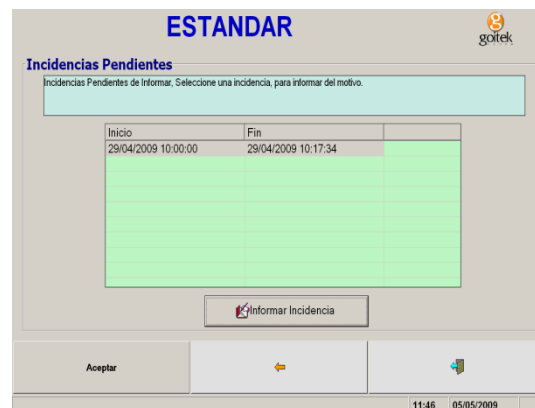 ESTANDAR
goitek
Incidencias Pendientes
Incidencias Pendientes de Informar, Seleccione una incidencia, para informar del motivo.
Inicio Fin
29/04/2009 10:00:00 29/04/2009 10:17:34
Informar Incidencia
Aceptar
11:46 05/05/2009